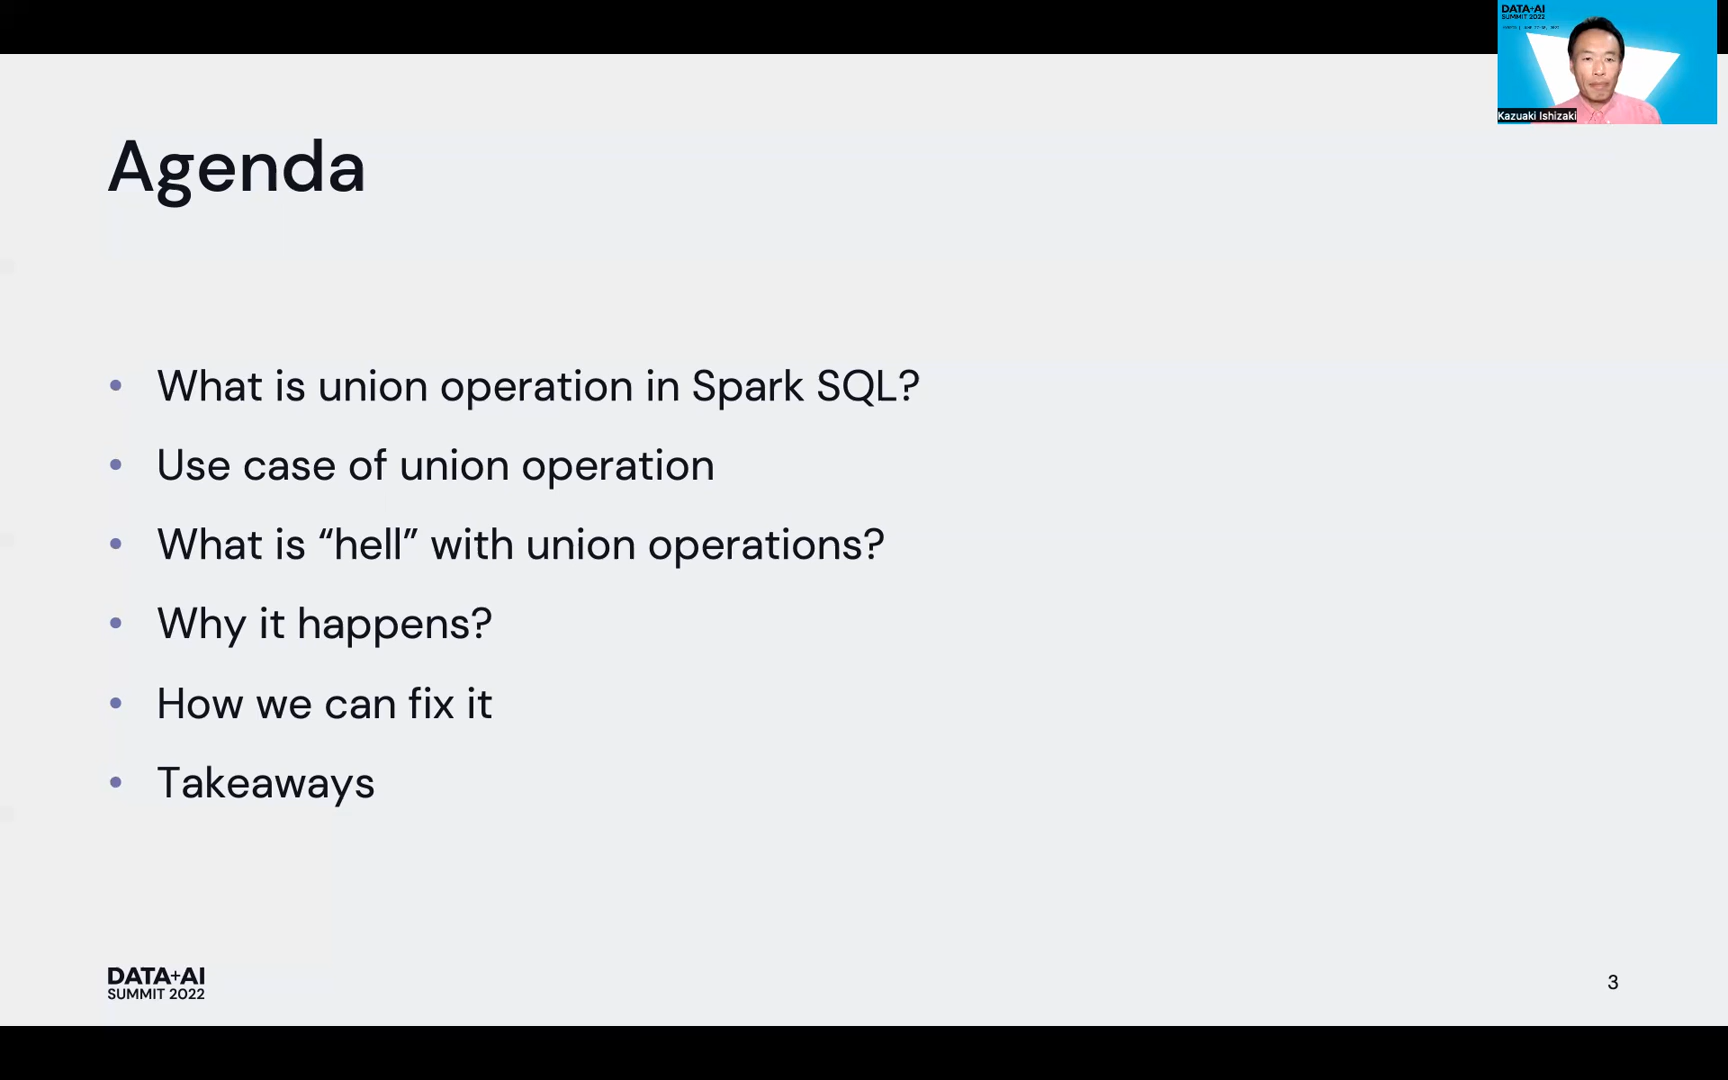 DATA+AI
SUMMIT 2022
Kazuaki Ishizaki
Agenda
• What is union operation in Spark SQL?
• Use case of union operation
• What is “hell” with union operations?
• Why it happens?
• How we can fix it
• Takeaways
DATA+AI
SUMMIT 2022
3